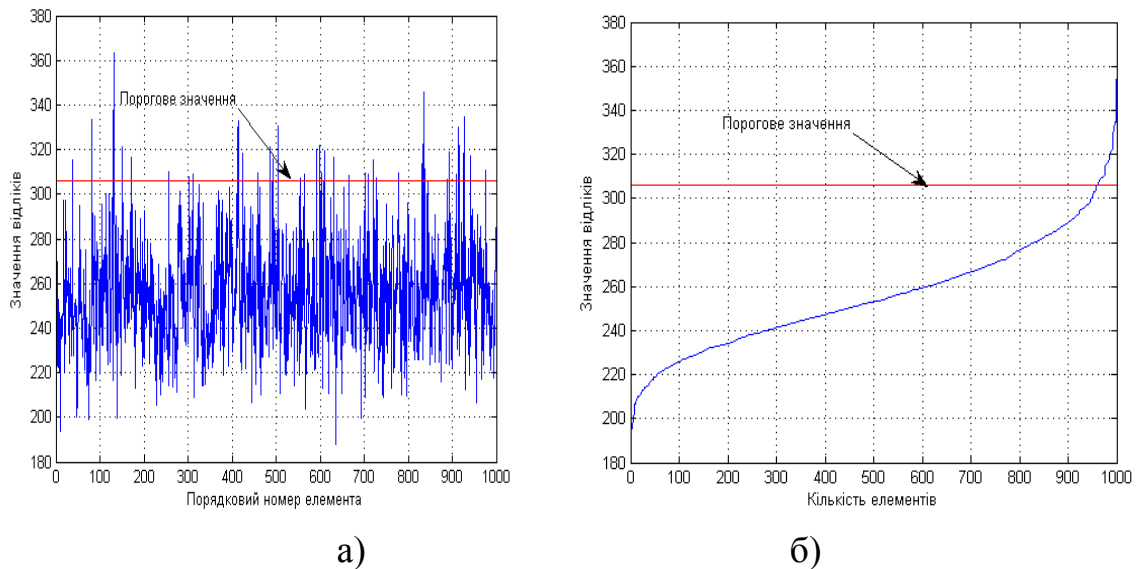 380
360
340
320
300
280
260
240
220
200
180
Порогове значення
Значення відліків
0 100 200 300 400 500 600 700 800 900 1000
Порядковий номер елемента
а)
380
360
340
320
300
280
260
240
220
200
180
Порогове значення
Значення відліків
0 100 200 300 400 500 600 700 800 900 1000
Кількість елементів
б)